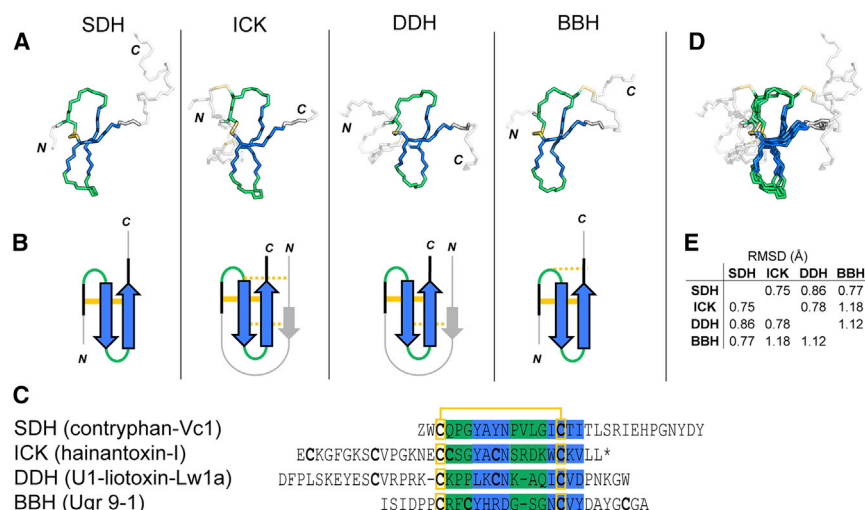 SDH ICK DDH BBH
A D
C
N
C
N
C
N
C
B E
C
N
C N
C N
C
N
RMSD (Å)
SDH ICK DDH BBH
SDH 0.75 0.86 0.77
ICK 0.75 0.78 1.18
DDH 0.86 0.78 1.12
BBH 0.77 1.18 1.12
C
SDH (contryphan-Vc1) ZWCQPGYAYNPVLGICTITLSRIEHPGNYDY
ICK (hainantoxin-I) ECKGFGKSCVPGKNECCSGYACNSRDKWCKVLL*
DDH (U1-liotoxin-Lw1a) DFPLSKEYESCVRPRK-CKPPLKCNK-AQICVDPNKGW
BBH (Ugr 9-1) ISIDPPCRFCYHRDG-SGNCVYDAYGCGA